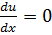 du/dx = 0